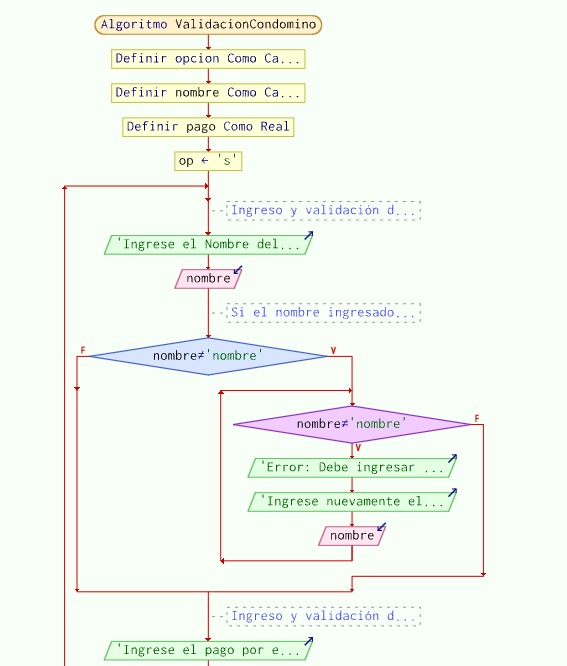 Algoritmo ValidacionCondomino
Definir opcion Como Ca...
Definir nombre Como Ca...
Definir pago Como Real
op ← 's'
Ingreso y validación d...
'Ingrese el Nombre del...
nombre
Si el nombre ingresado...
F
nombre≠'nombre'
V
nombre≠'nombre'
F
V
'Error: Debe ingresar ...
'Ingrese nuevamente el...
nombre
Ingreso y validación d...
'Ingrese el pago por e...